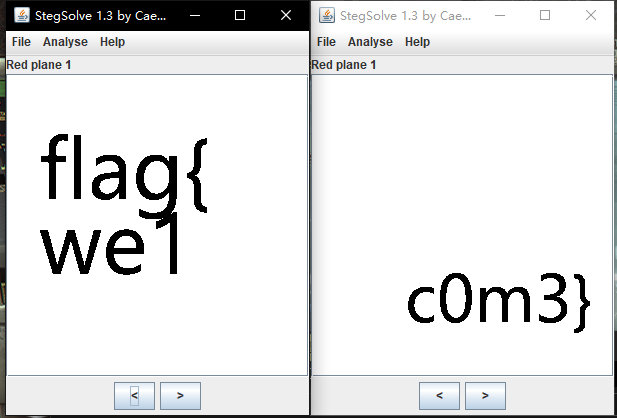 StegSolve 1.3 by Cae...
File Analyse Help
Red plane 1
flag{
we1
< >
StegSolve 1.3 by Cae...
File Analyse Help
Red plane 1
c0m3}
< >